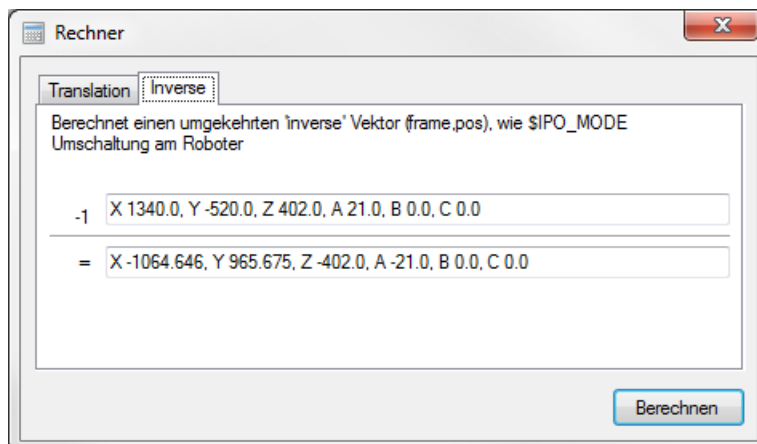 Rechner
Translation Inverse
Berechnet einen umgekehrten 'inverse' Vektor (frame,pos), wie $IPO_MODE
Umschaltung am Roboter
-1 X 1340.0, Y -520.0, Z 402.0, A 21.0, B 0.0, C 0.0
= X -1064.646, Y 965.675, Z -402.0, A -21.0, B 0.0, C 0.0
Berechnen